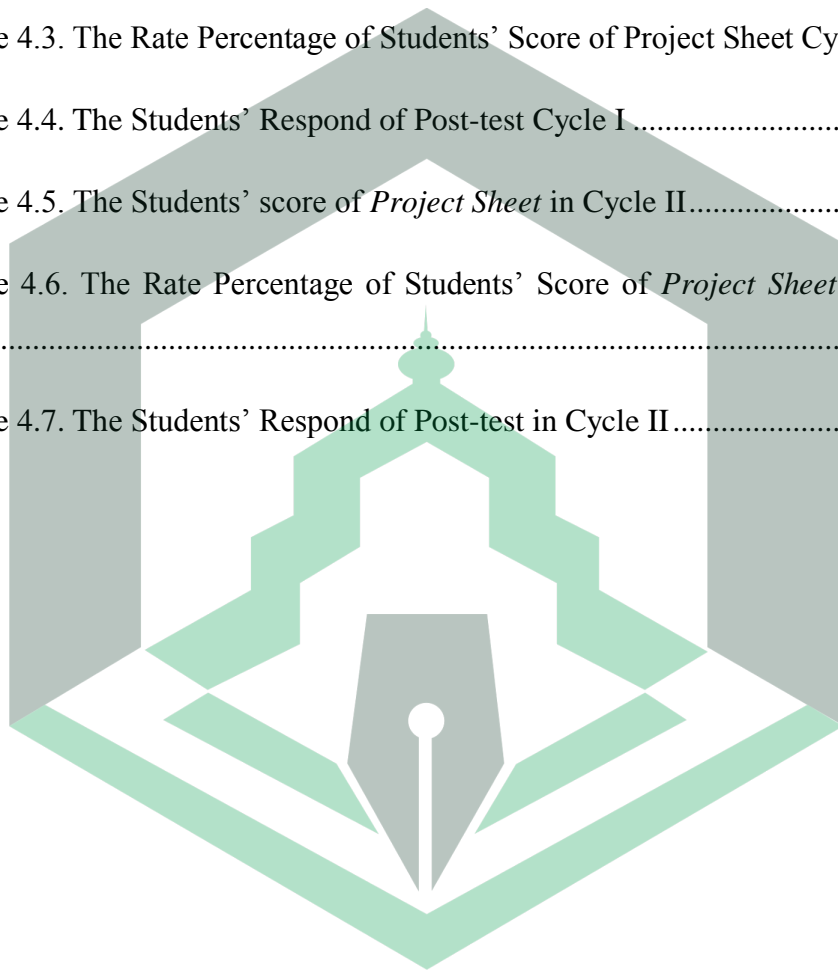 e 4.3. The Rate Percentage of Students’ Score of Project Sheet Cy
e 4.4. The Students’ Respond of Post-test Cycle I ..........................
e 4.5. The Students’ score of Project Sheet in Cycle II...................
e 4.6. The Rate Percentage of Students’ Score of Project Sheet
..........................................................................................................
e 4.7. The Students’ Respond of Post-test in Cycle II.....................